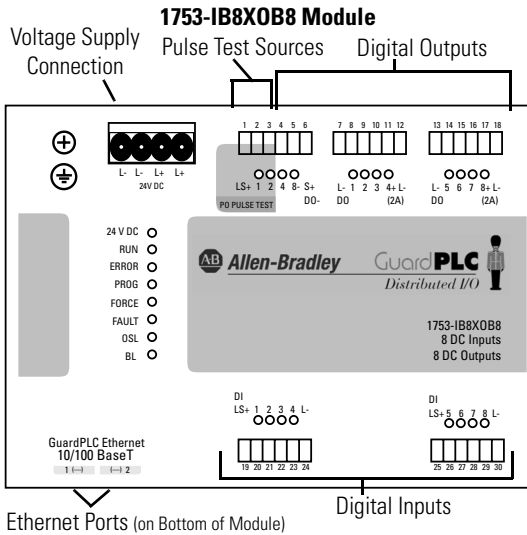 1753-IB8XOB8 Module
Voltage Supply Connection
Pulse Test Sources
Digital Outputs
1 2 3 4 5 6
7 8 9 10 11 12
13 14 15 16 17 18
L- L- L+ L+
24V DC
LS+ 1 2 4 8- S+
DO-
PO PULSE TEST
L- 1 2 3 4+ L-
DO (2A)
L- 5 6 7 8+ L-
DO (2A)
24 V DC
RUN
ERROR
PROG
FORCE
FAULT
OSL
BL
AB Allen-Bradley
GuardPLC
Distributed I/O
1753-IB8XOB8
8 DC Inputs
8 DC Outputs
DI
LS+ 1 2 3 4 L-
19 20 21 22 23 24
DI
LS+ 5 6 7 8 L-
25 26 27 28 29 30
GuardPLC Ethernet
10/100 BaseT
1 (—) (—) 2
Digital Inputs
Ethernet Ports (on Bottom of Module)